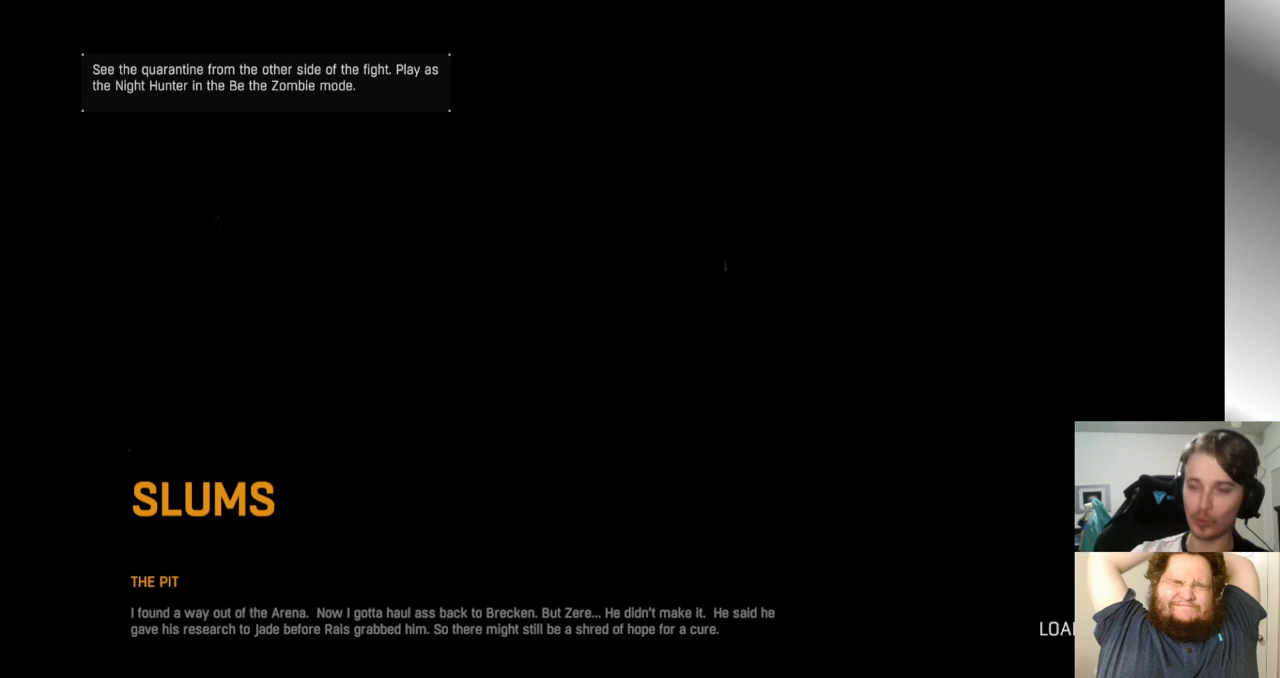 See the quarantine from the other side of the fight. Play as
the Night Hunter in the Be the Zombie mode.
SLUMS
THE PIT
I found a way out of the Arena.  Now I gotta haul ass back to Brecken. But Zere... He didn't make it.  He said he
gave his research to Jade before Rais grabbed him. So there might still be a shred of hope for a cure.